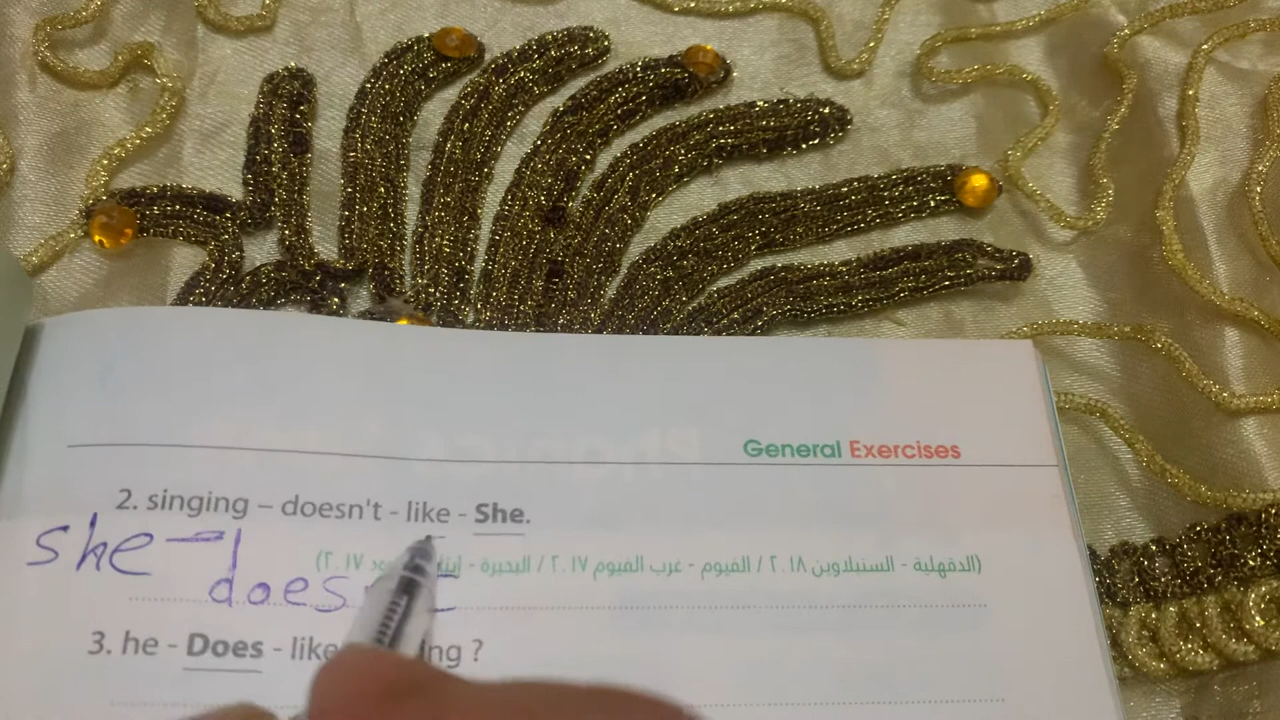 General Exercises
2. singing – doesn't - like - She.
she –
(الدقهلية - السنبلاوين ٢٠١٨ / الفيوم - غرب الفيوم ٢٠١٧ / البحيرة - ٢٠١٧)
3. he - Does - like ?